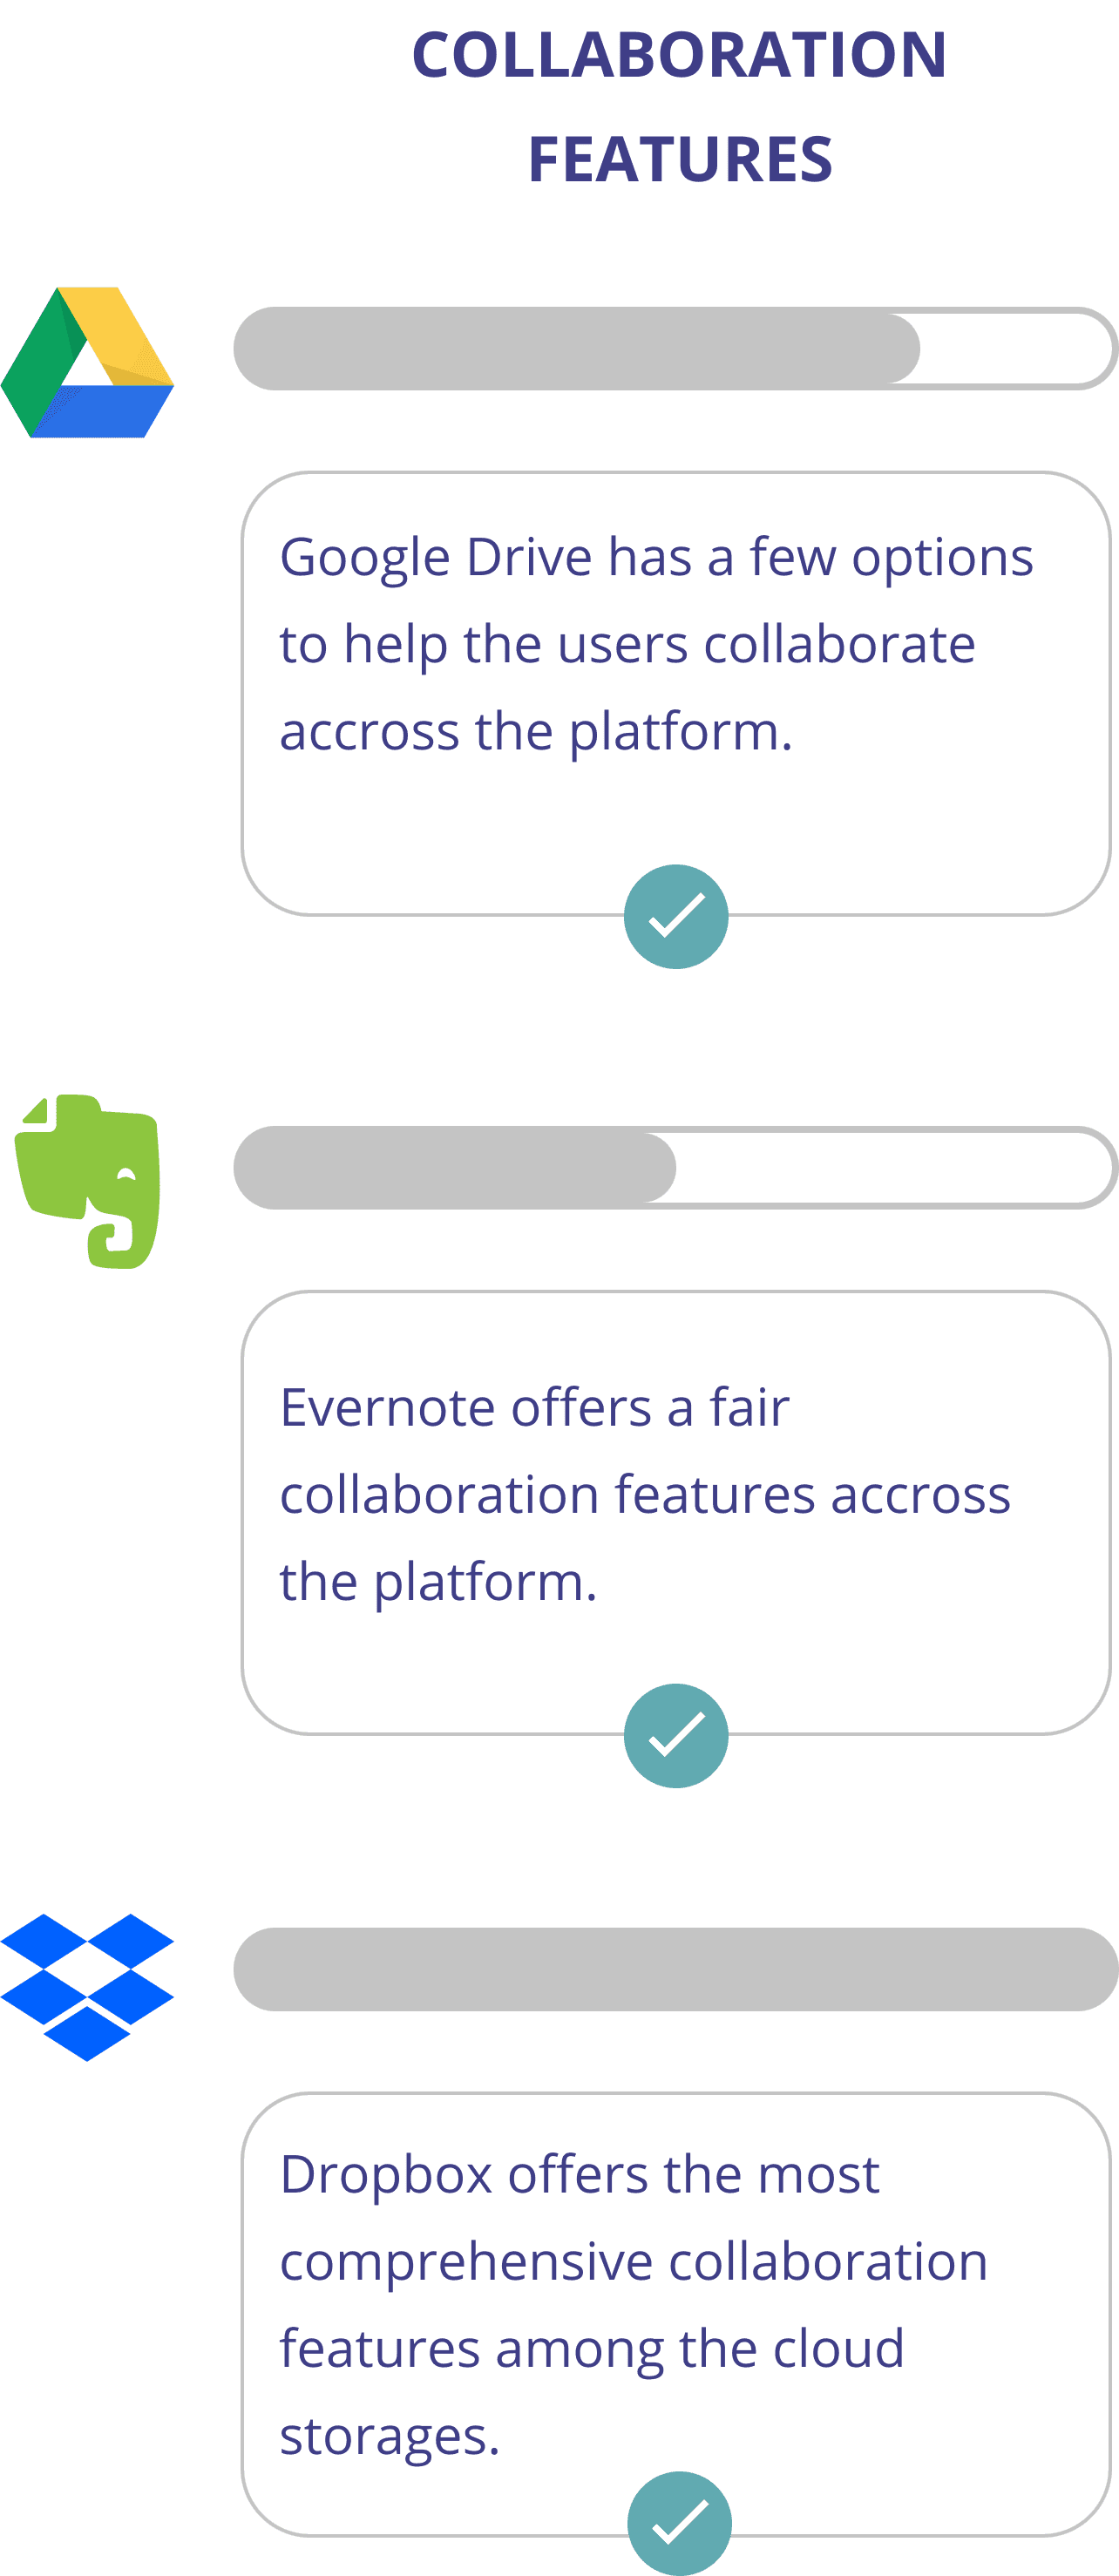 COLLABORATION
FEATURES
Google Drive has a few options
to help the users collaborate
accross the platform.
Evernote offers a fair
collaboration features accross
the platform.
Dropbox offers the most
comprehensive collaboration
features among the cloud
storages.